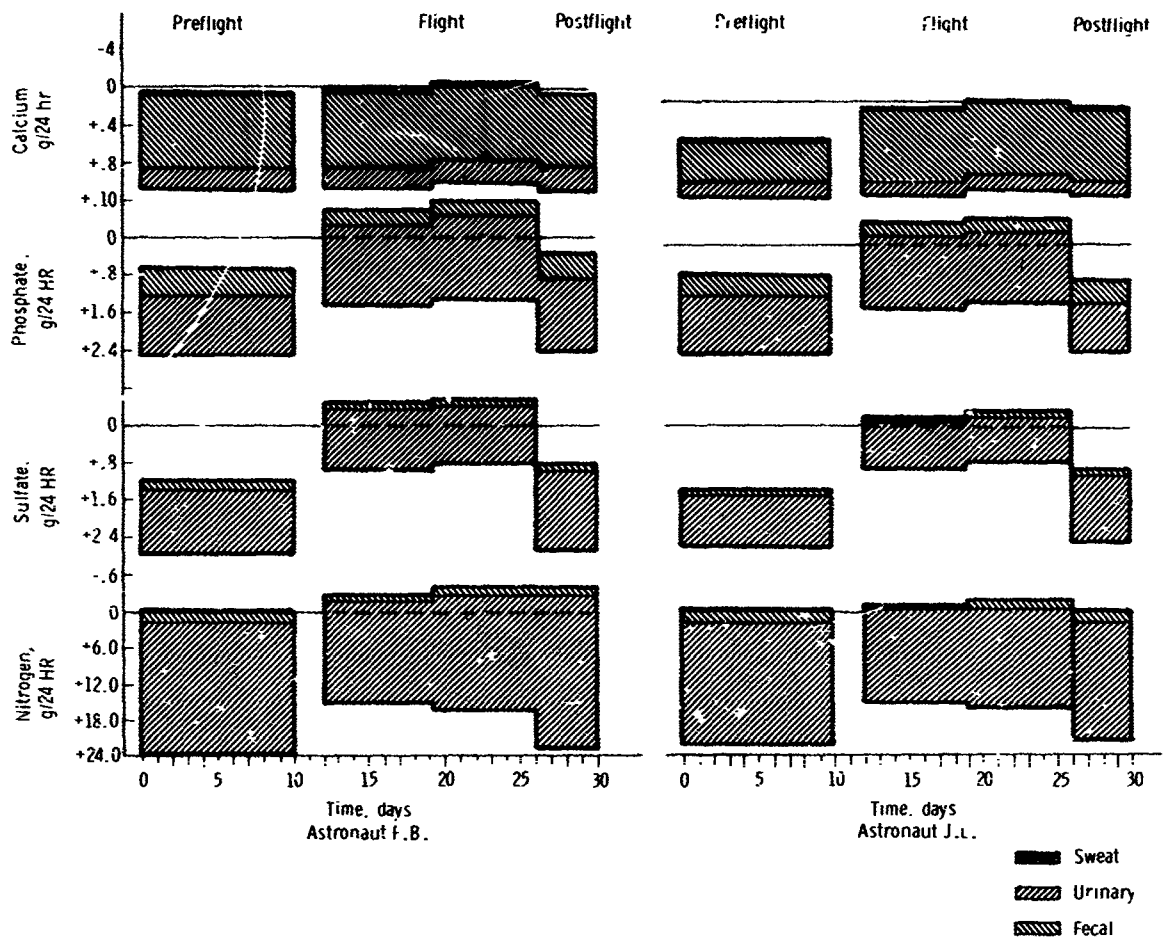 Preflight Flight Postflight Preflight Flight Postflight
-4
0
+.4
+.8
+.10
Calcium
g/24 hr
0
+.8
+1.6
+2.4
Phosphate.
g/24 HR
0
+.8
+1.6
+2 4
Sulfate.
g/24 HR
-.6
0
+6.0
+12.0
+18.0
+24.0
Nitrogen,
g/24 HR
0 5 10 15 20 25 30 0 5 10 15 20 25 30
Time. days Time. days
Astronaut F.B. Astronaut J.L.
Sweat
Urinary
Fecal